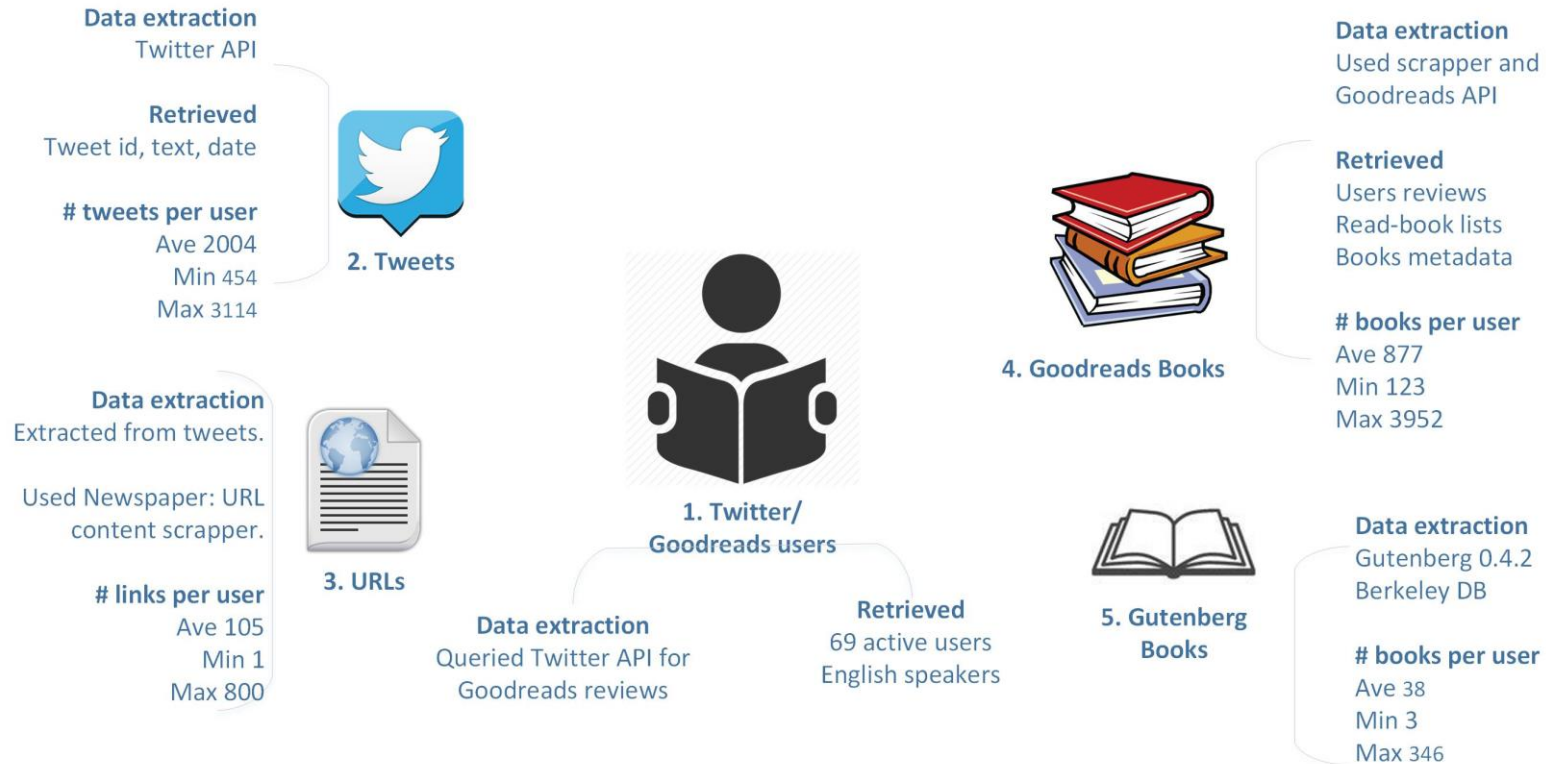 Data extraction
Twitter API
Retrieved
Tweet id, text, date
# tweets per user
Ave 2004
Min 454
Max 3114
2. Tweets
Data extraction
Extracted from tweets.
Used Newspaper: URL
content scrapper.
# links per user
Ave 105
Min 1
Max 800
3. URLs
1. Twitter/
Goodreads users
Data extraction
Queried Twitter API for
Goodreads reviews
Retrieved
69 active users
English speakers
4. Goodreads Books
Data extraction
Used scrapper and
Goodreads API
Retrieved
Users reviews
Read-book lists
Books metadata
# books per user
Ave 877
Min 123
Max 3952
5. Gutenberg
Books
Data extraction
Gutenberg 0.4.2
Berkeley DB
# books per user
Ave 38
Min 3
Max 346